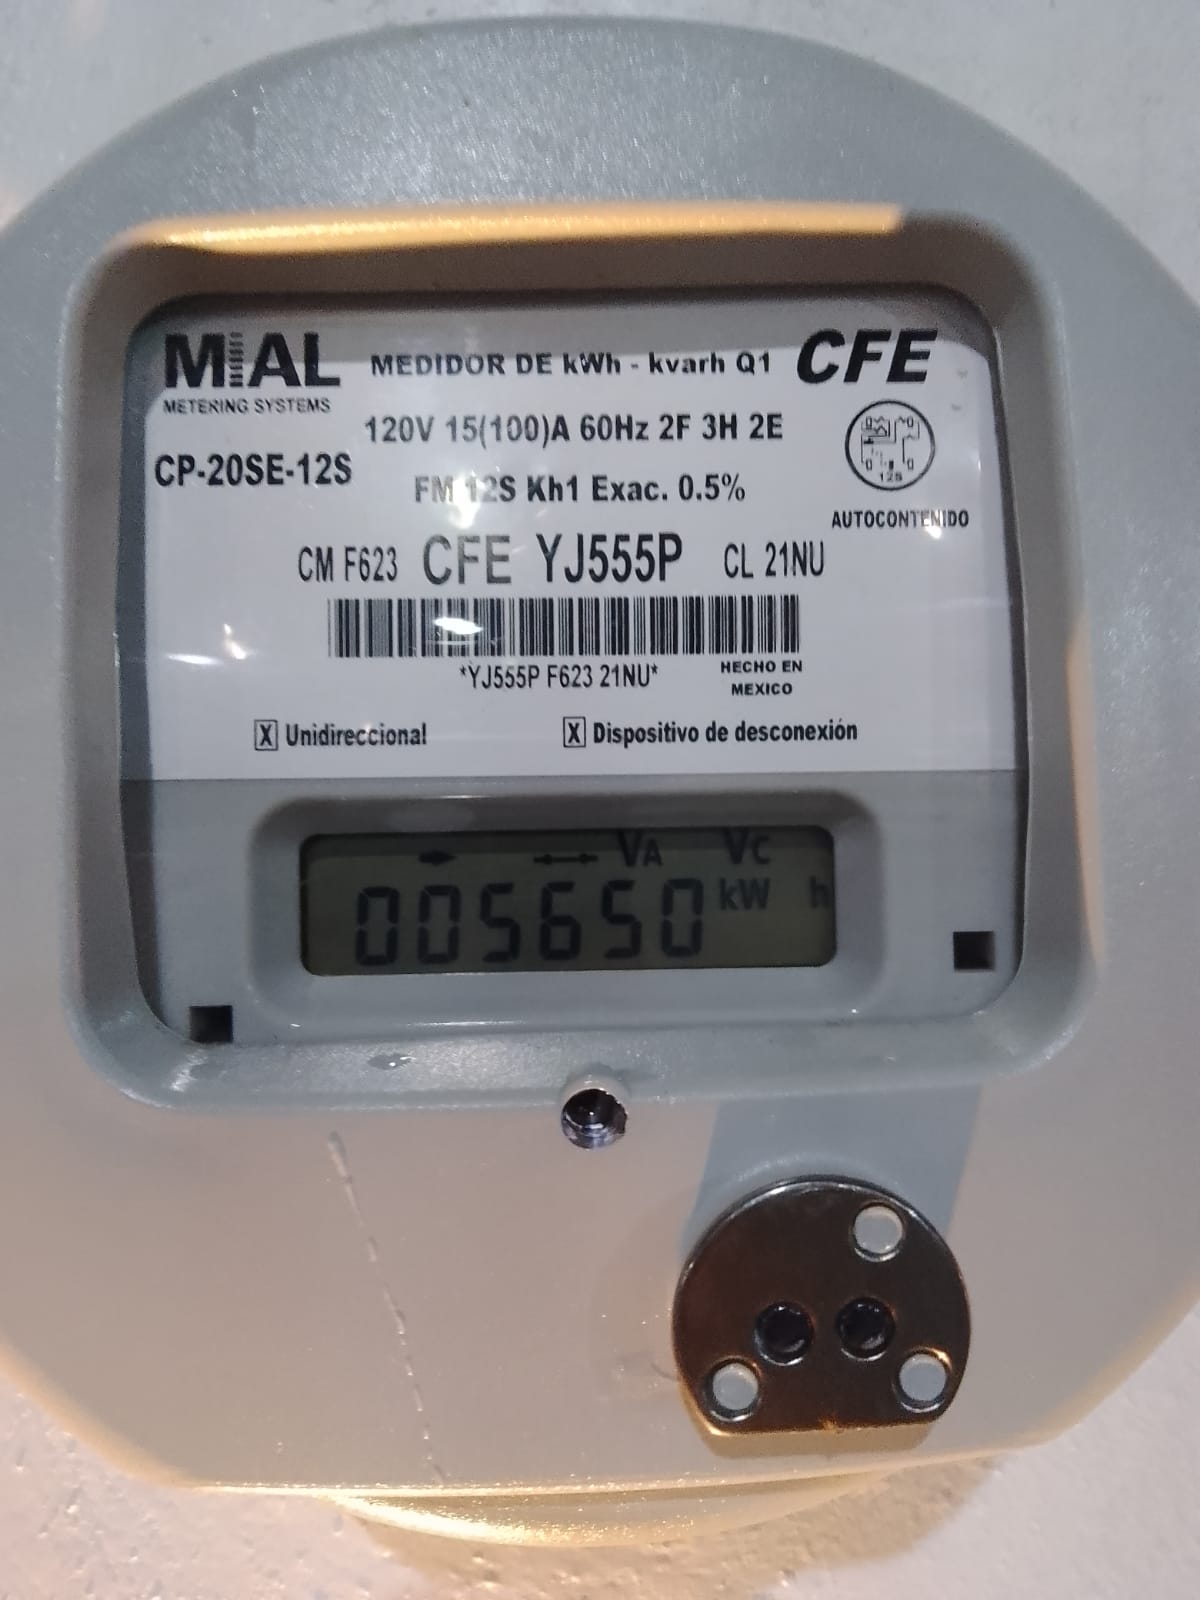 MIAL
METERING SYSTEMS
MEDIDOR DE kWh - kvarh Q1
CFE
120V 15(100)A 60Hz 2F 3H 2E
CP-20SE-12S
FM 12S Kh1 Exac. 0.5%
12S
AUTOCONTENIDO
CM F623 CFE YJ555P CL 21NU
*YJ555P F623 21NU*
HECHO EN
MEXICO
X Unidireccional
X Dispositivo de desconexión
VA VC
005650 kW h